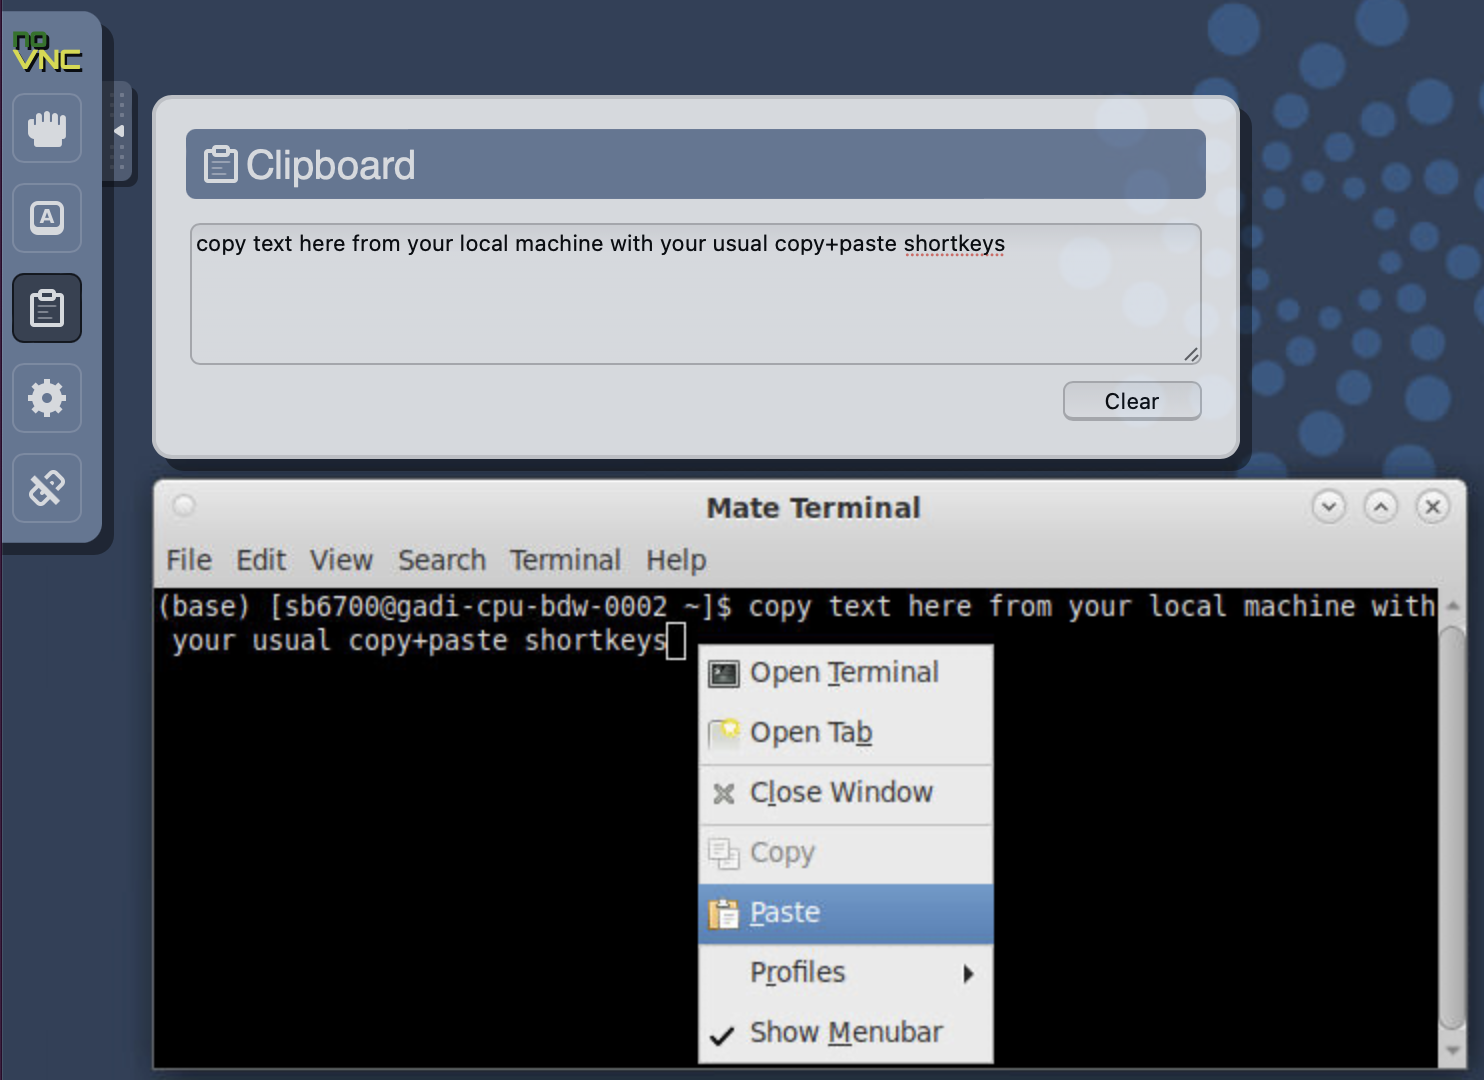 no
VNC
A
Clipboard
copy text here from your local machine with your usual copy+paste shortkeys
Clear
Mate Terminal
File Edit View Search Terminal Help
(base) [sb6700@gadi-cpu-bdw-0002 ~]$ copy text here from your local machine with
your usual copy+paste shortkeys
Open Terminal
Open Tab
Close Window
Copy
Paste
Profiles
Show Menubar